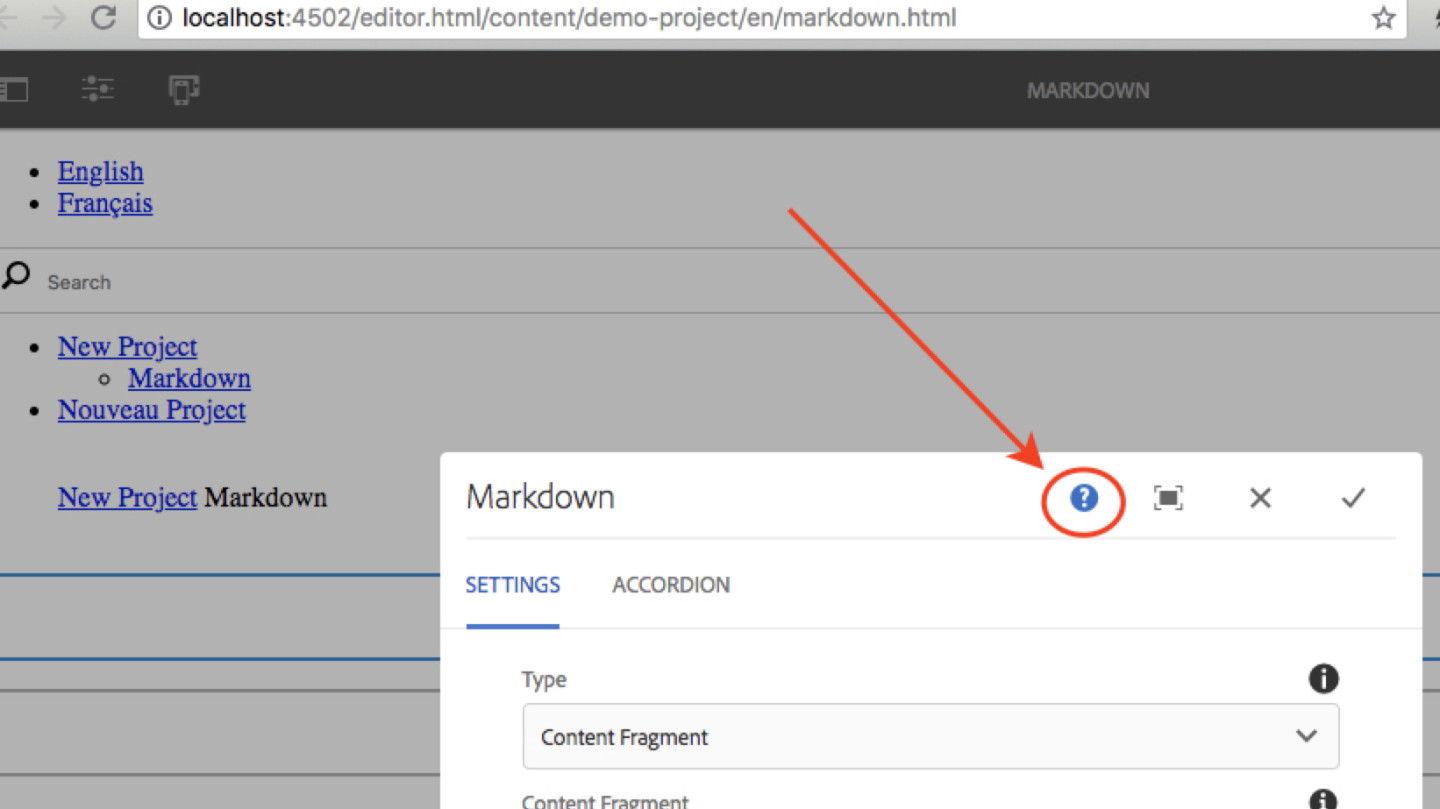 localhost:4502/editor.html/content/demo-project/en/markdown.html
MARKDOWN
English
Français
Search
New Project
Markdown
Nouveau Project
New Project Markdown
Markdown
SETTINGS ACCORDION
Type
Content Fragment
Content Fragment